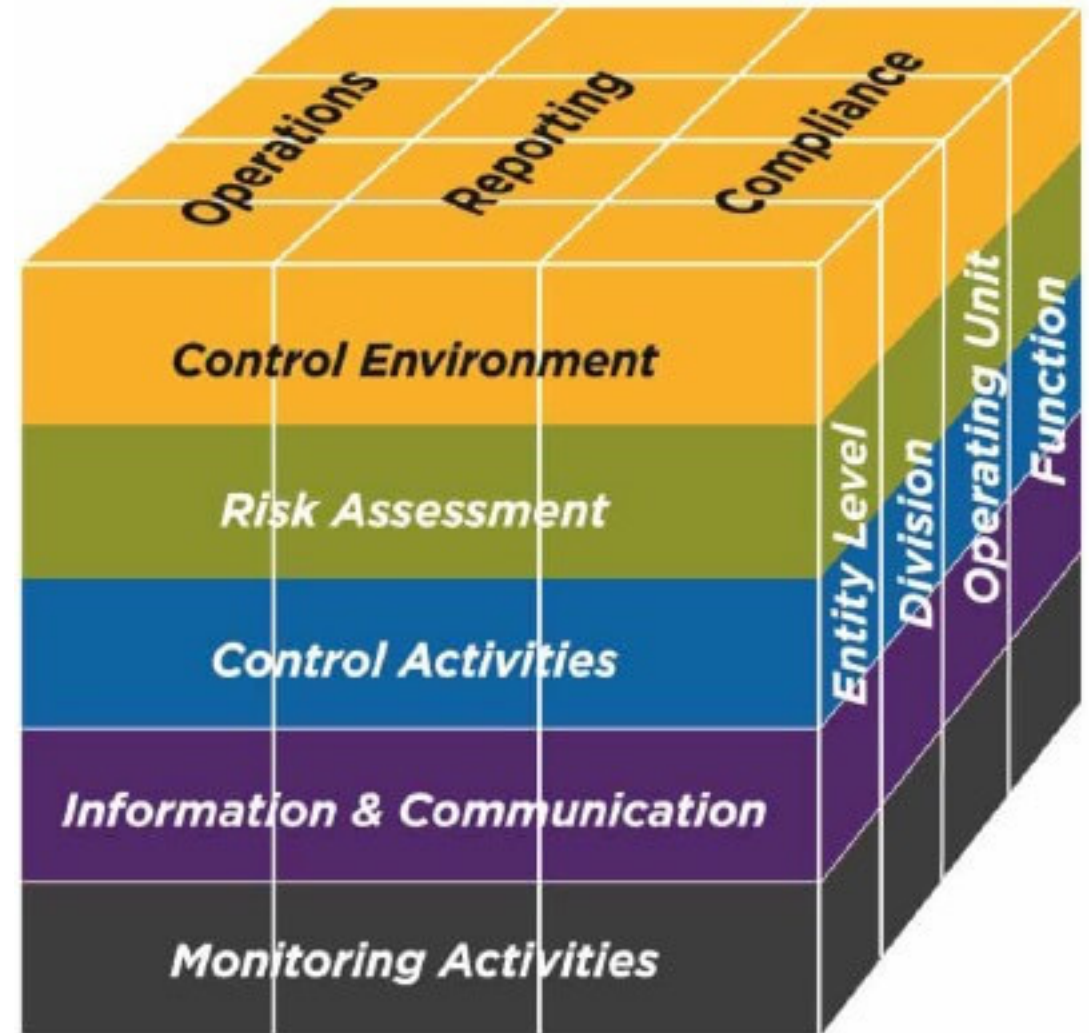 Operations
Reporting
Compliance
Control Environment
Risk Assessment
Control Activities
Information & Communication
Monitoring Activities
Entity Level
Division
Operating Unit
Function